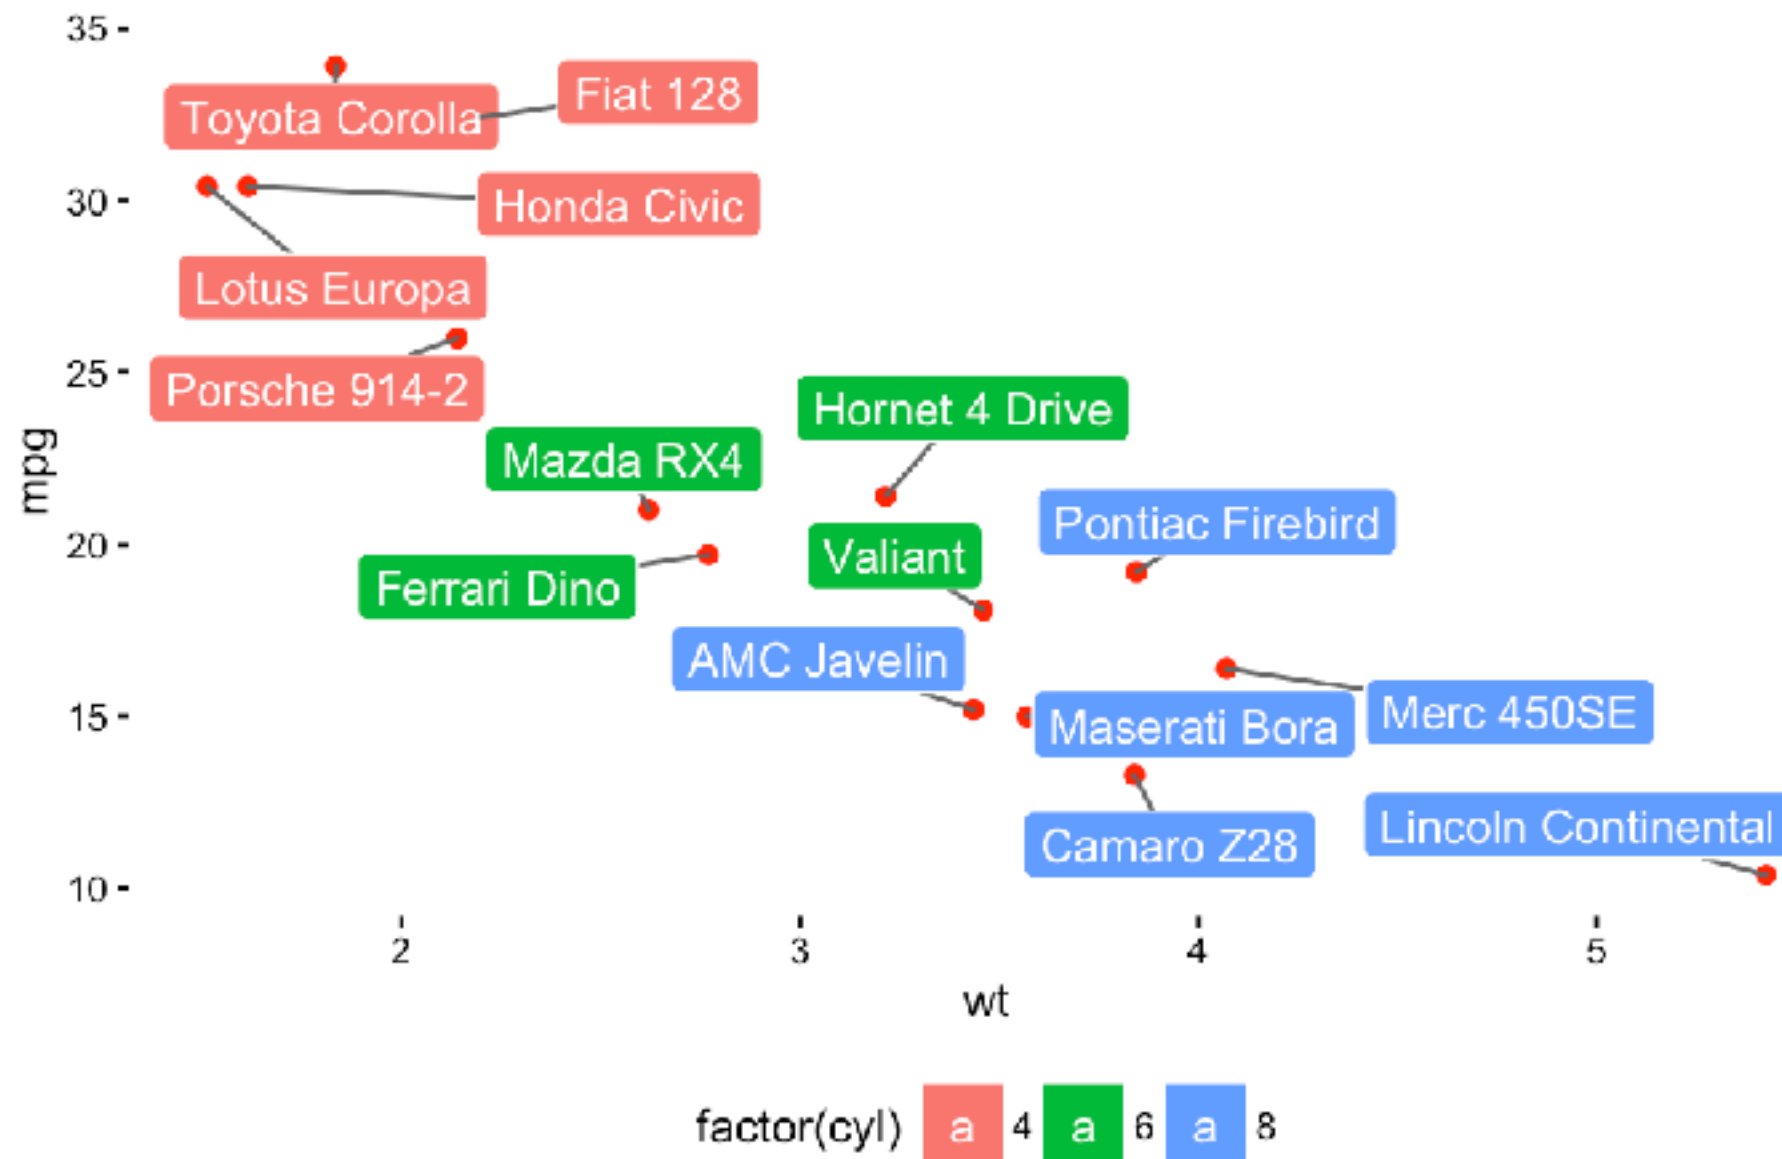 35
Toyota Corolla
Fiat 128
30
Honda Civic
Lotus Europa
25
Porsche 914-2
Hornet 4 Drive
mpg
Mazda RX4
Pontiac Firebird
20
Valiant
Ferrari Dino
AMC Javelin
15
Maserati Bora
Merc 450SE
Camaro Z28
Lincoln Continental
10
2 3 4 5
wt
factor(cyl) a 4 a 6 a 8